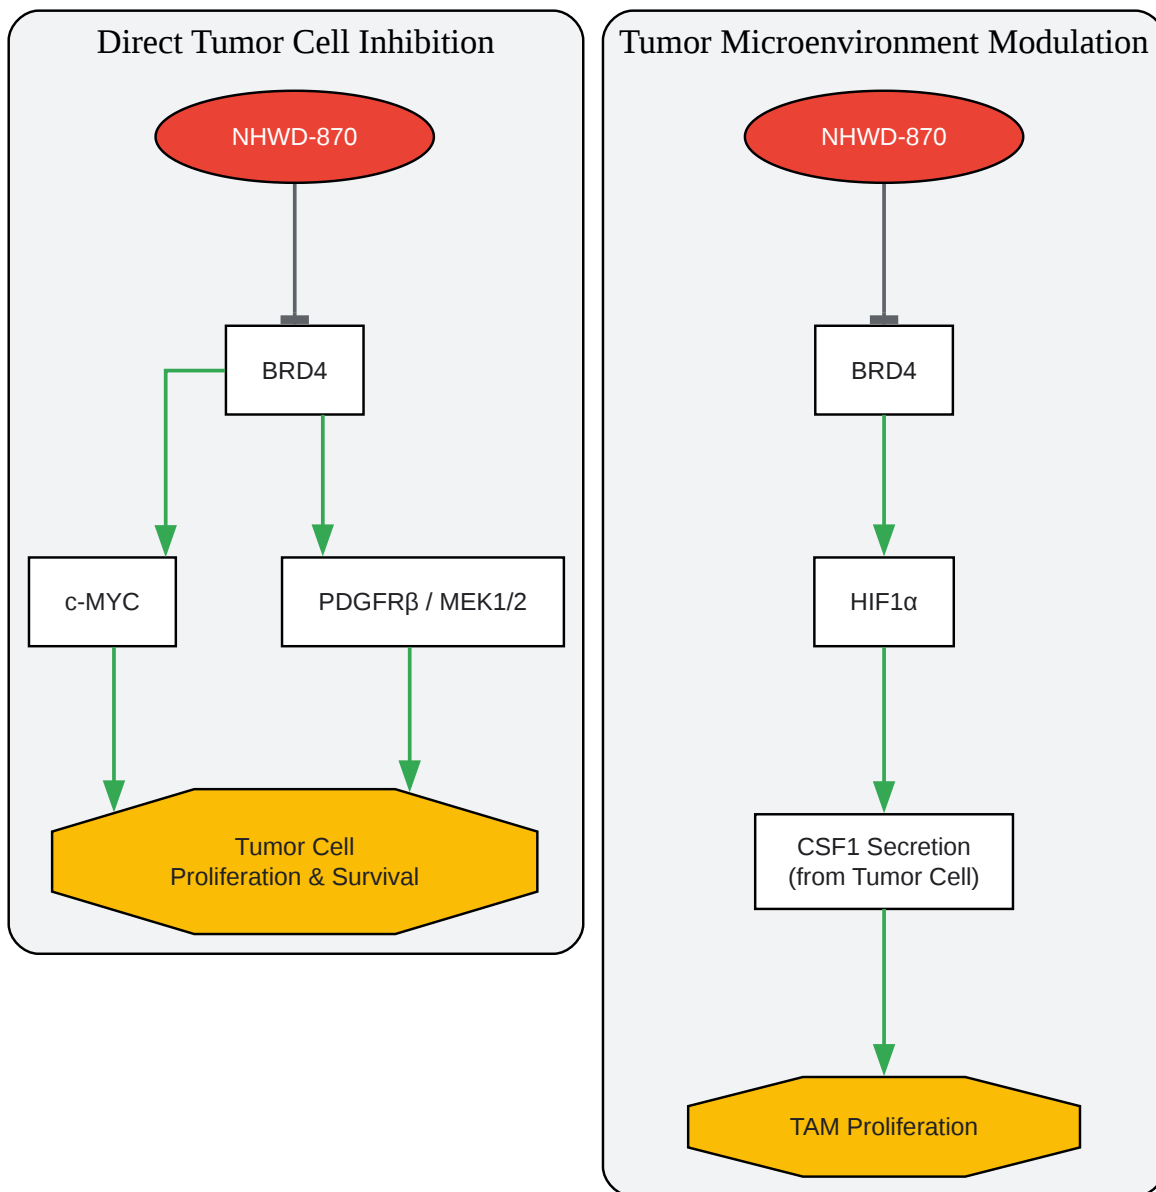 Direct Tumor Cell Inhibition
NHWD-870
BRD4
c-MYC
PDGFRβ / MEK1/2
Tumor Cell
Proliferation & Survival
Tumor Microenvironment Modulation
NHWD-870
BRD4
HIF1α
CSF1 Secretion
(from Tumor Cell)
TAM Proliferation